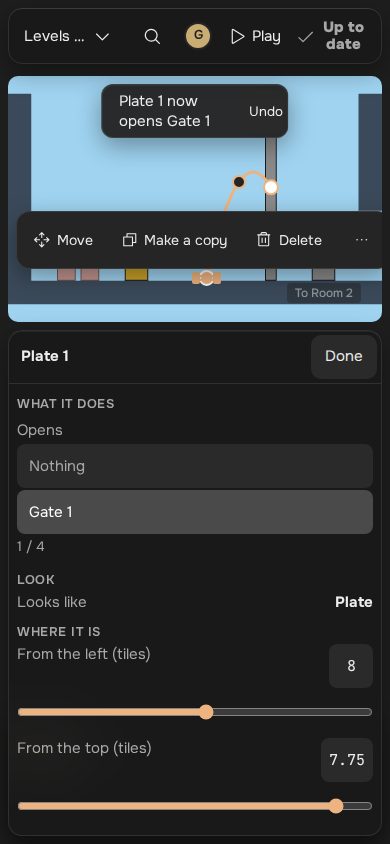 Levels ...
G
Play
Up to
date
Plate 1 now
opens Gate 1
Undo
Move
Make a copy
Delete
...
To Room 2
Plate 1
Done
WHAT IT DOES
Opens
Nothing
Gate 1
1 / 4
LOOK
Looks like
Plate
WHERE IT IS
From the left (tiles)
8
From the top (tiles)
7.75